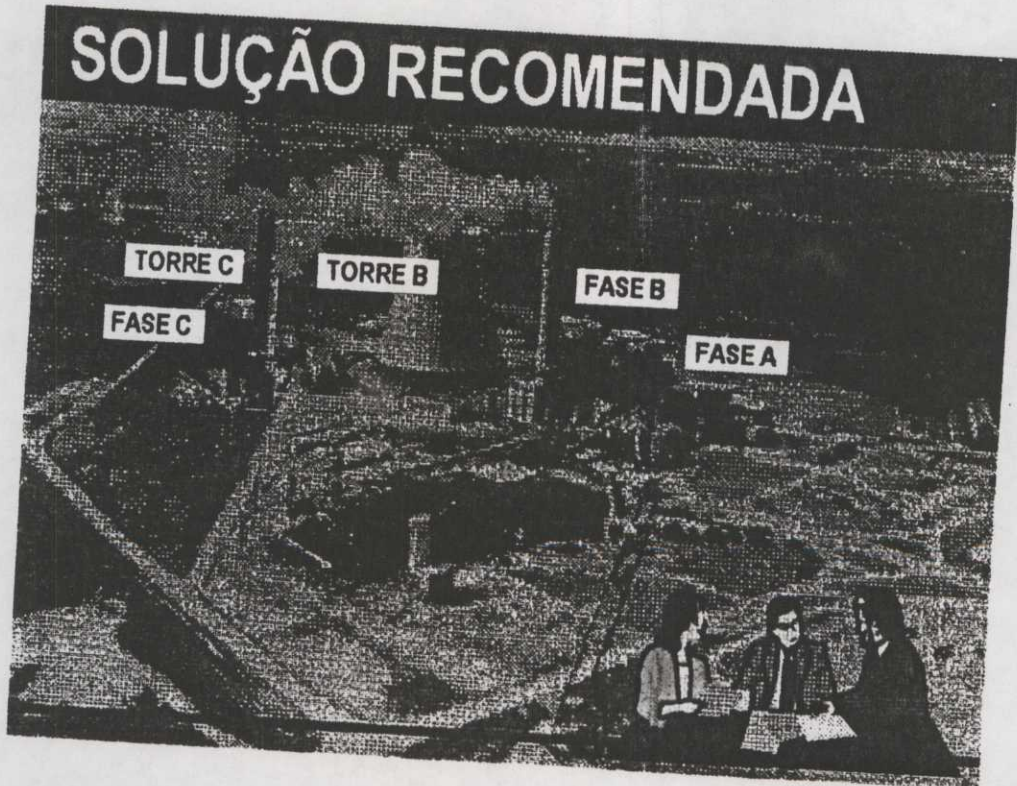 SOLUÇÃO RECOMENDADA
TORRE C
TORRE B
FASE B
FASE C
FASE A